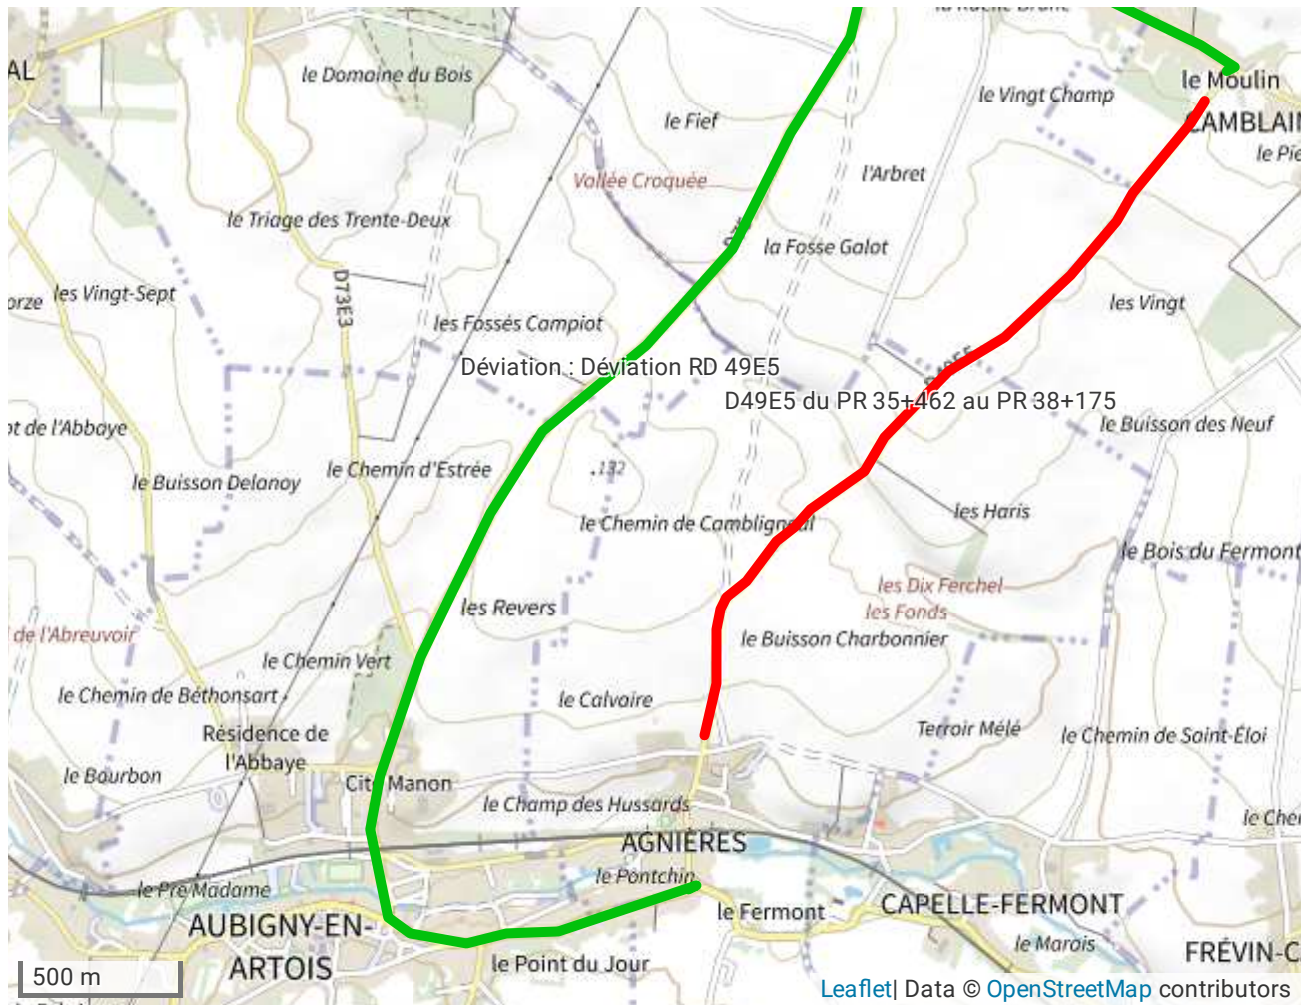 le Domaine du Bois
le Moulin
AL
le Vingt Champ
CAMBLAIN
le Fief
le Pie
l'Arbret
Vallée Croquée
le Triage des Trente-Deux
la Fosse Galot
D73E3
les Vingt-Sept
orze
les Vingt
les Fossés Campiot
Déviation : Déviation RD 49E5
D49E5 du PR 35+462 au PR 38+175
ot de l'Abbaye
le Buisson des Neuf
le Chemin d'Estrée
.132
le Buisson Delanoy
les Haris
le Chemin de Cambligneul
le Bois du Fermont
les Dix Ferchel
les Fonds
les Revers
de l'Abreuvoir
le Buisson Charbonnier
le Chemin Vert
le Chemin de Béthonsart
le Calvaire
Terroir Mélé
le Chemin de Saint-Éloi
Résidence de
l'Abbaye
le Bourbon
Cité Manon
le Champ des Hussards
le Che
AGNIÈRES
le Pontchin
le Pré Madame
CAPELLE-FERMONT
le Fermont
AUBIGNY-EN-
ARTOIS
le Marais
FRÉVIN-C
le Point du Jour
500 m
Leaflet | Data © OpenStreetMap contributors